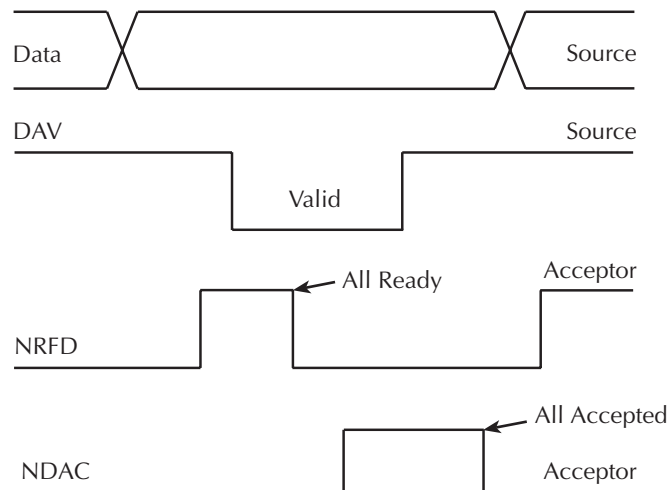 Data Source
DAV Source
Valid
All Ready Acceptor
NRFD
All Accepted
NDAC Acceptor